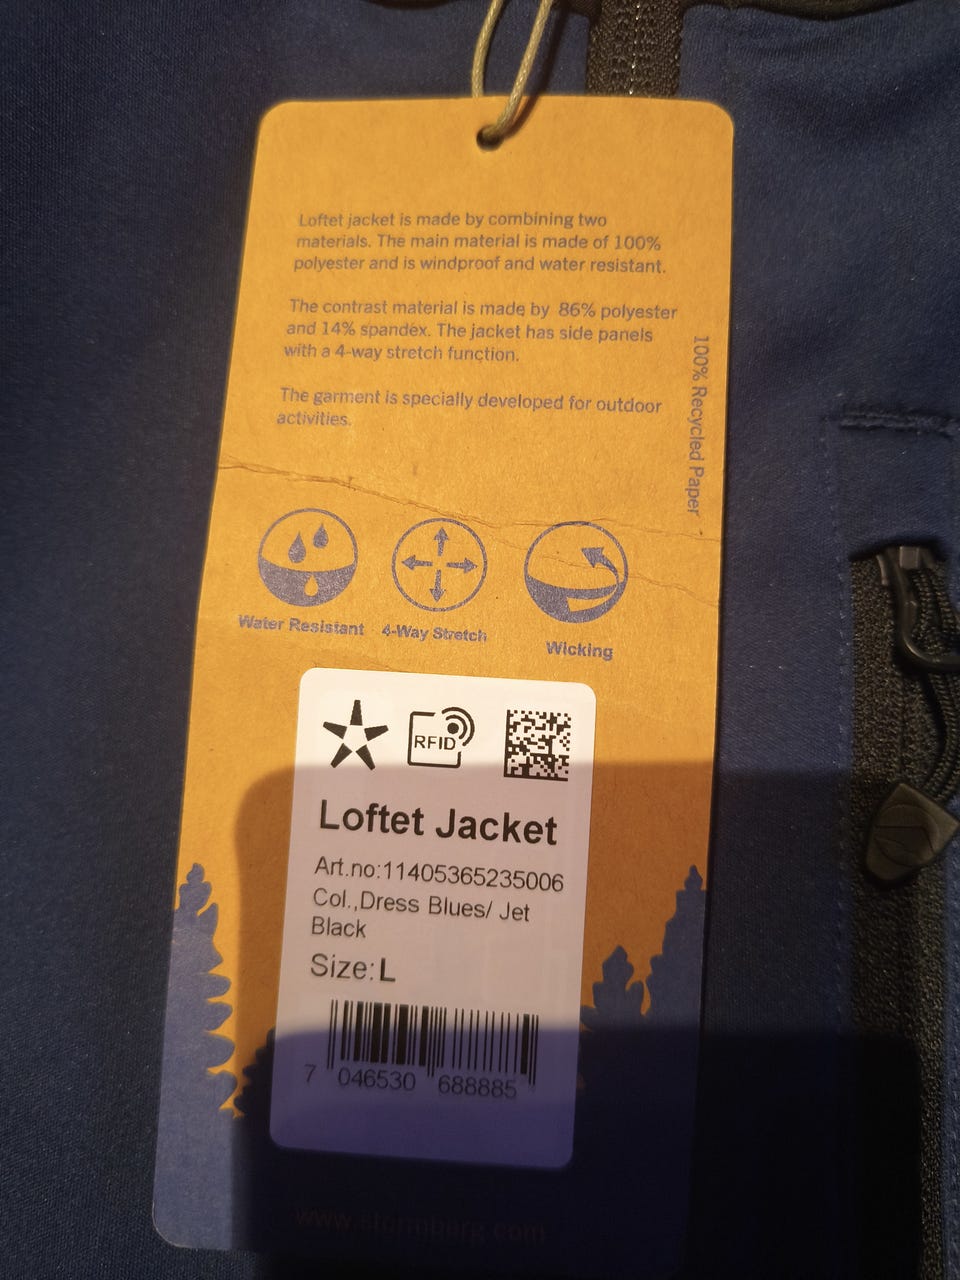 Loftet jacket is made by combining two
materials. The main material is made of 100%
polyester and is windproof and water resistant.
The contrast material is made by 86% polyester
and 14% spandex. The jacket has side panels
with a 4-way stretch function.
The garment is specially developed for outdoor
activities.
100% Recycled Paper
Water Resistant
4-Way Stretch
Wicking
RFID
Loftet Jacket
Art.no:11405365235006
Col.,Dress Blues/ Jet
Black
Size:L
7 046530 688885
www.stormberg.com